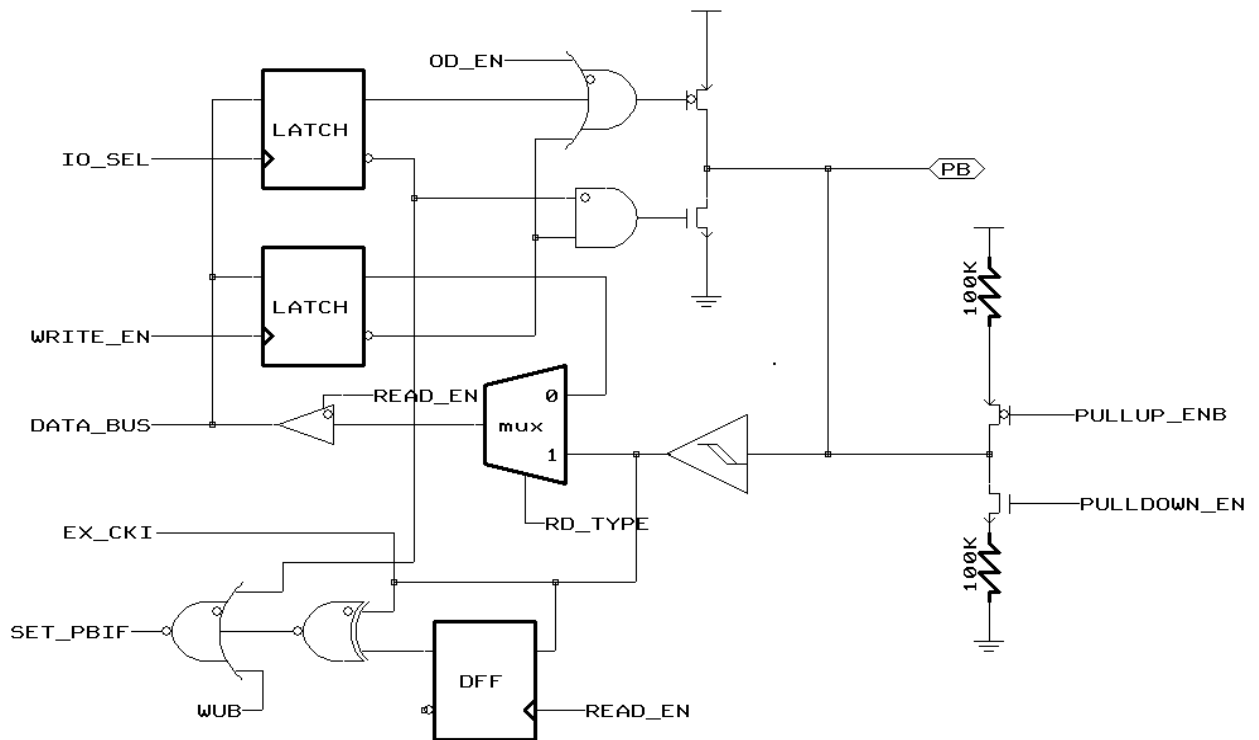 OD_EN
LATCH
IO_SEL
PB
100K
LATCH
WRITE_EN
READ_EN
0
PULLUP_ENB
DATA_BUS
mux
1
PULLDOWN_EN
RD_TYPE
EX_CKI
100K
SET_PBIF
DFF
WUB
READ_EN